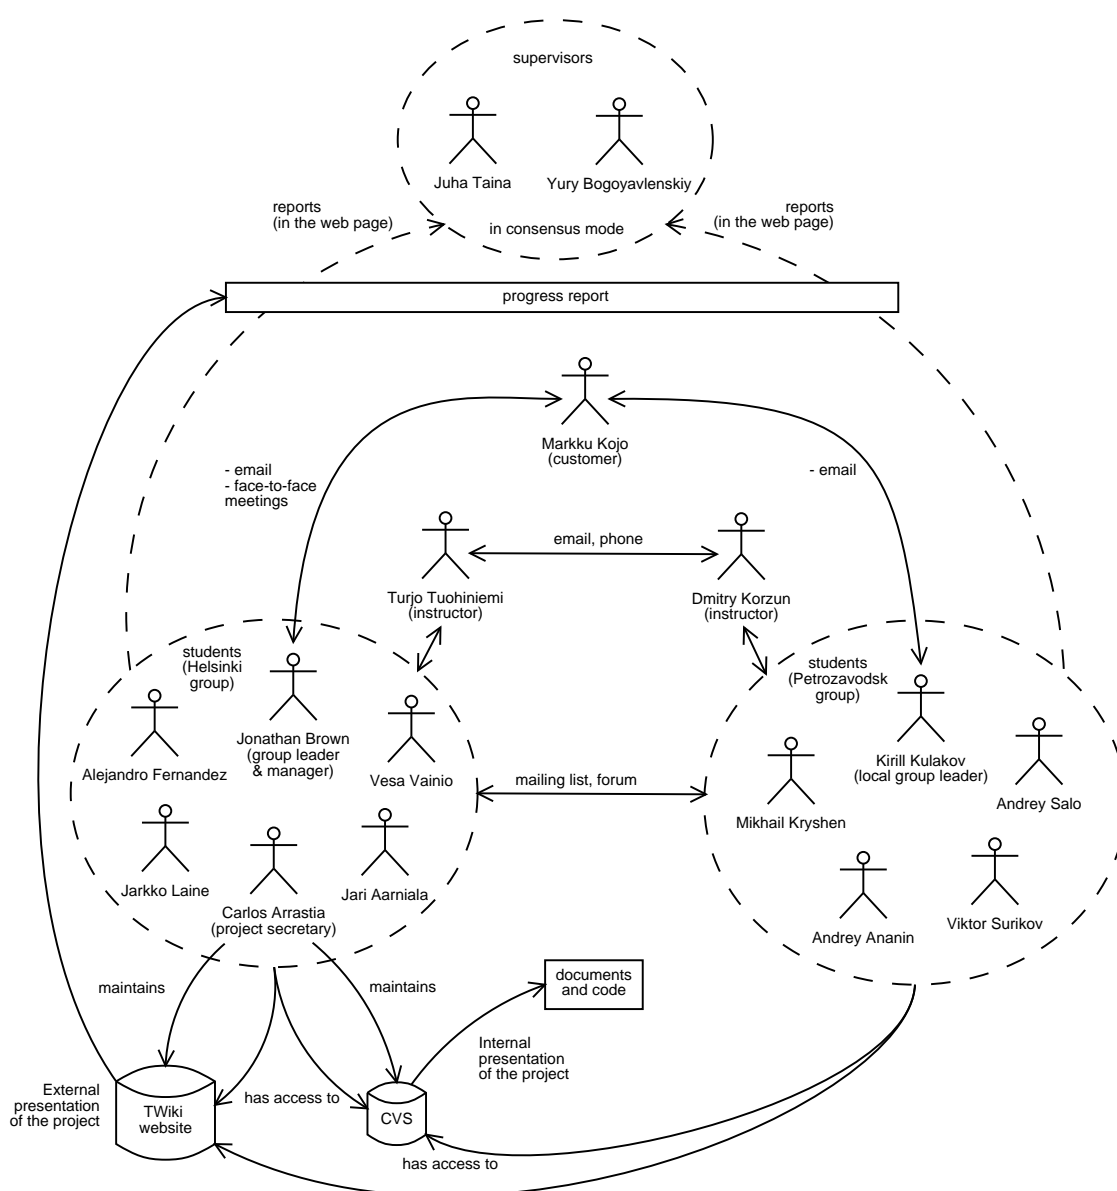 supervisors
Juha Taina
Yury Bogoyavlenskiy
in consensus mode
reports
(in the web page)
reports
(in the web page)
progress report
Markku Kojo
(customer)
- email
- face-to-face
meetings
- email
email, phone
Turjo Tuohiniemi
(instructor)
Dmitry Korzun
(instructor)
students
(Helsinki
group)
Jonathan Brown
(group leader
& manager)
Alejandro Fernandez
Vesa Vainio
Jarkko Laine
Carlos Arrastia
(project secretary)
Jari Aarniala
mailing list, forum
students
(Petrozavodsk
group)
Kirill Kulakov
(local group leader)
Mikhail Kryshen
Andrey Salo
Andrey Ananin
Viktor Surikov
maintains
maintains
documents
and code
Internal
presentation
of the project
External
presentation
of the project
TWiki
website
has access to
CVS
has access to